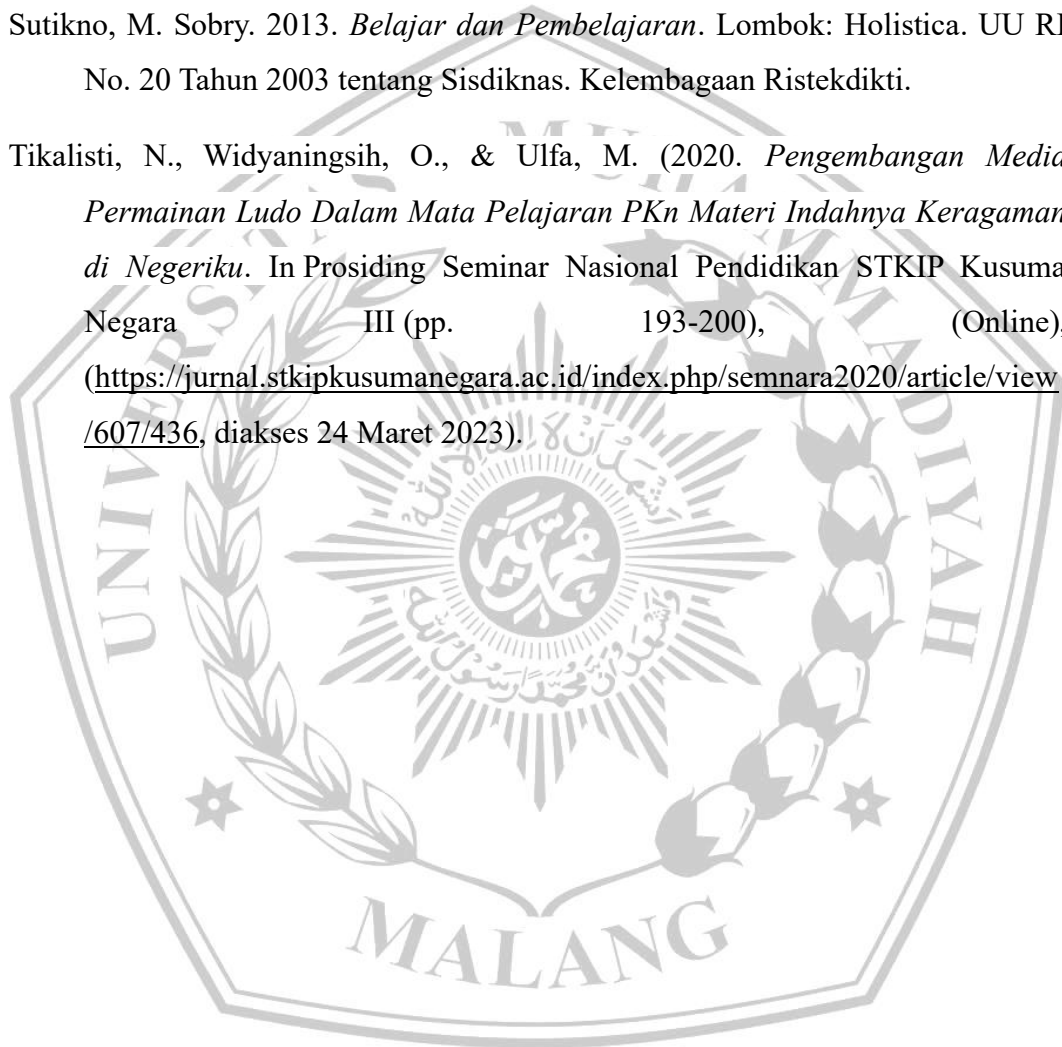 Sutikno, M. Sobry. 2013. Belajar dan Pembelajaran. Lombok: Holistica. UU RI
No. 20 Tahun 2003 tentang Sisdiknas. Kelembagaan Ristekdikti.
Tikalisti, N., Widyaningsih, O., & Ulfa, M. (2020. Pengembangan Media
Permainan Ludo Dalam Mata Pelajaran PKn Materi Indahnya Keragaman
di Negeriku. In Prosiding Seminar Nasional Pendidikan STKIP Kusuma
Negara III (pp. 193-200), (Online),
(https://jurnal.stkipkusumanegara.ac.id/index.php/semnara2020/article/view
/607/436, diakses 24 Maret 2023).
UNIVERSITAS MUHAMMADIYAH
MALANG